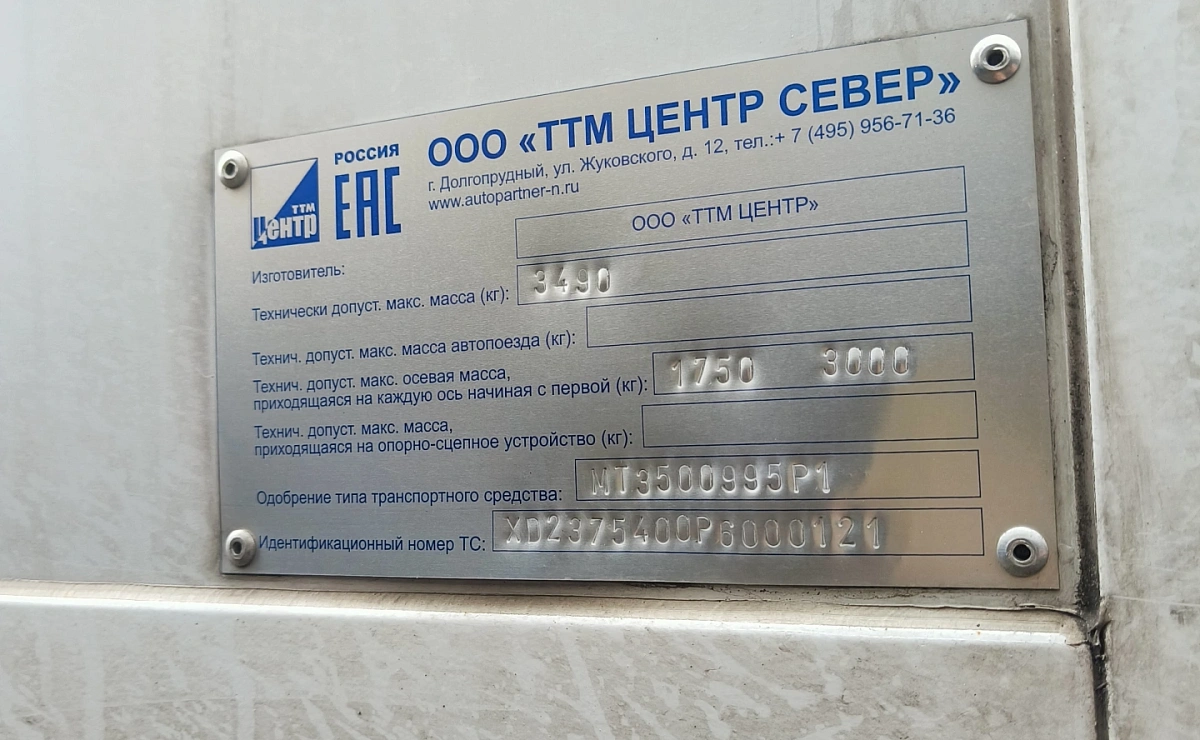 ТТМ
Центр
РОССИЯ
ЕАС
ООО «ТТМ ЦЕНТР СЕВЕР»
г. Долгопрудный, ул. Жуковского, д. 12, тел.:+ 7 (495) 956-71-36
www.autopartner-n.ru
Изготовитель: ООО «ТТМ ЦЕНТР»
Технически допуст. макс. масса (кг): 3490
Технич. допуст. макс. масса автопоезда (кг):
Технич. допуст. макс. осевая масса,
приходящаяся на каждую ось начиная с первой (кг): 1750 3000
Технич. допуст. макс. масса,
приходящаяся на опорно-сцепное устройство (кг):
Одобрение типа транспортного средства: МТ3500995Р1
Идентификационный номер ТС: XD2375400P6000121